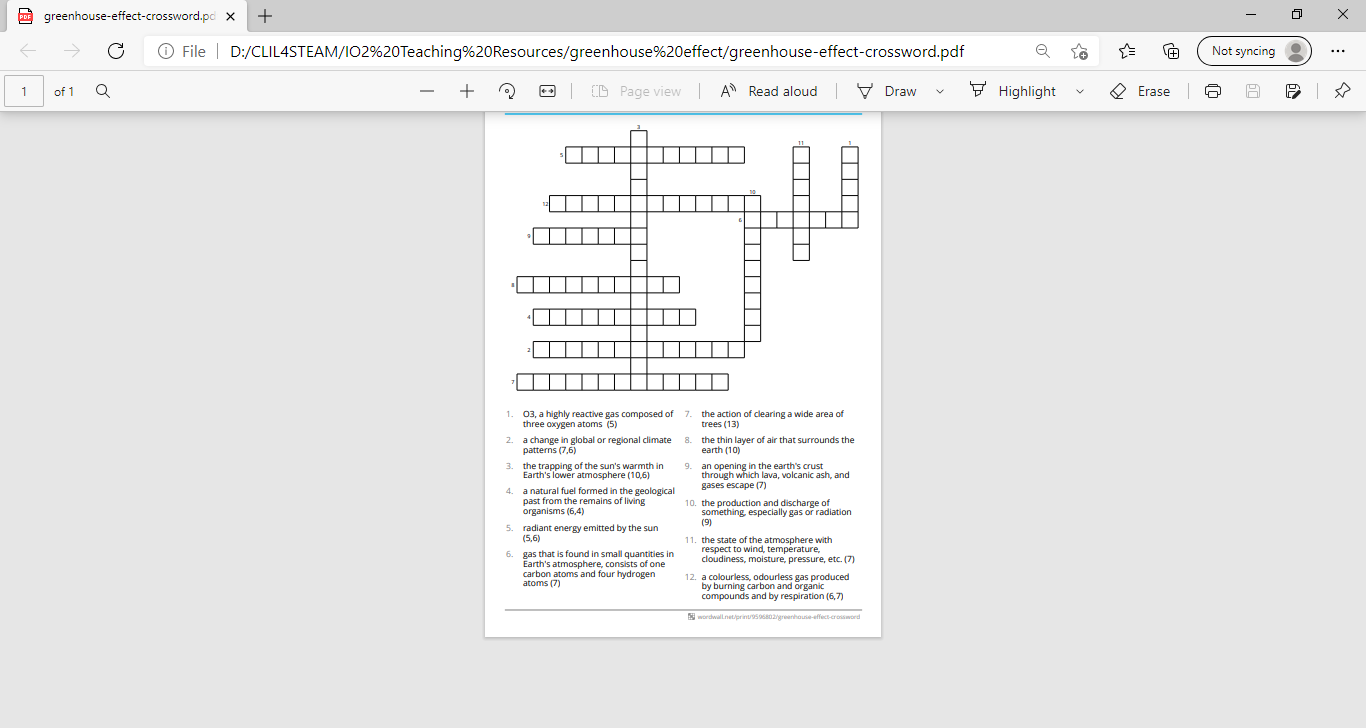 greenhouse-effect-crossword.pd
File
D:/CLIL4STEAM/IO2%20Teaching%20Resources/greenhouse%20effect/greenhouse-effect-crossword.pdf
Not syncing
1 of 1
Page view
Read aloud
Draw
Highlight
Erase
3
5
11
1
12
10
6
9
8
4
2
7
1. O3, a highly reactive gas composed of
three oxygen atoms (5)
2. a change in global or regional climate
patterns (7,6)
3. the trapping of the sun's warmth in
Earth's lower atmosphere (10,6)
4. a natural fuel formed in the geological
past from the remains of living
organisms (6,4)
5. radiant energy emitted by the sun
(5,6)
6. gas that is found in small quantities in
Earth's atmosphere, consists of one
carbon atoms and four hydrogen
atoms (7)
7. the action of clearing a wide area of
trees (13)
8. the thin layer of air that surrounds the
earth (10)
9. an opening in the earth's crust
through which lava, volcanic ash, and
gases escape (7)
10. the production and discharge of
something, especially gas or radiation
(9)
11. the state of the atmosphere with
respect to wind, temperature,
cloudiness, moisture, pressure, etc. (7)
12. a colourless, odourless gas produced
by burning carbon and organic
compounds and by respiration (6,7)
wordwall.net/print/9596802/greenhouse-effect-crossword